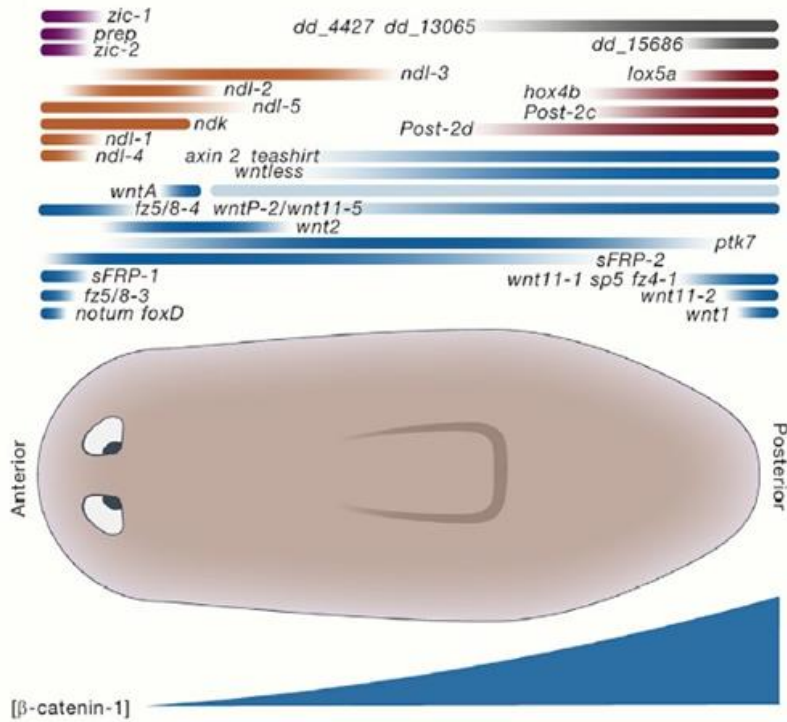 zic-1
prep
zic-2
dd_4427 dd_13065
dd_15686
ndl-3
lox5a
ndl-2
hox4b
ndl-5
Post-2c
ndk
Post-2d
ndl-1
ndl-4
axin 2 teashirt
wntless
wntA
fz5/8-4 wntP-2/wnt11-5
wnt2
ptk7
sFRP-2
sFRP-1
wnt11-1 sp5 fz4-1
fz5/8-3
wnt11-2
notum foxD
wnt1
Anterior
Posterior
[β-catenin-1]